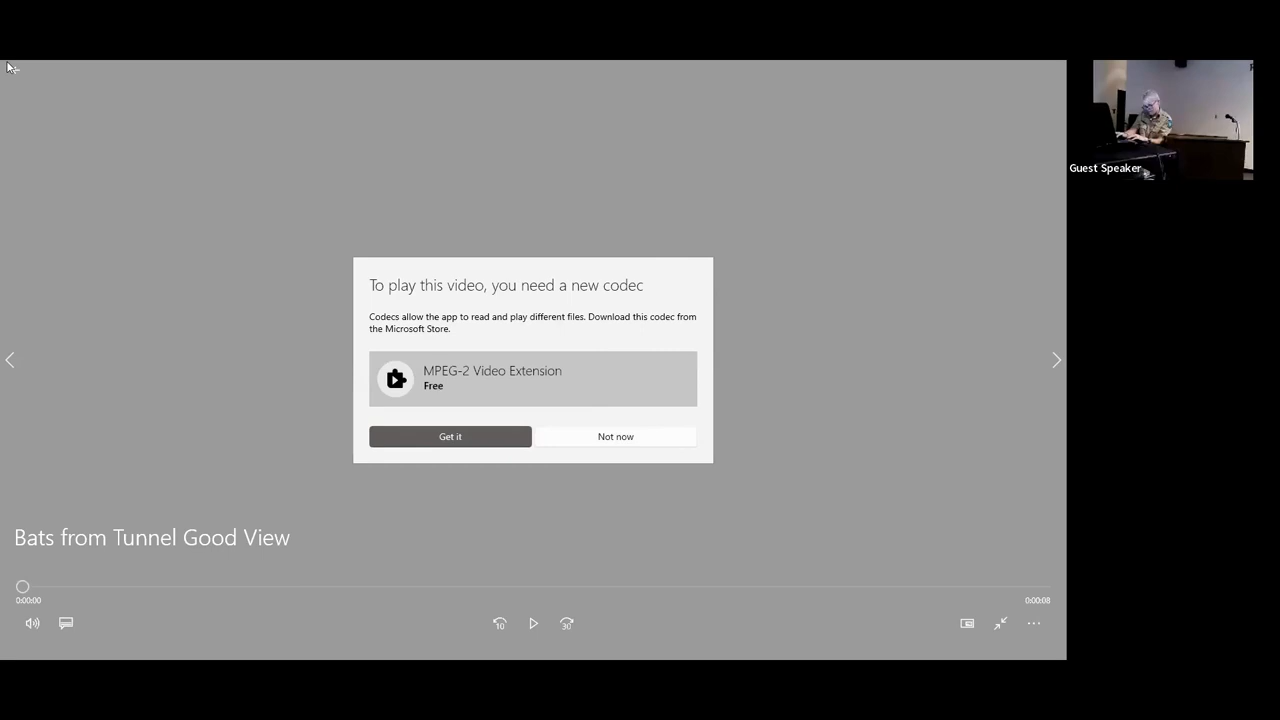 To play this video, you need a new codec
Codecs allow the app to read and play different files. Download this codec from
the Microsoft Store.
MPEG-2 Video Extension
Free
Get it
Not now
Guest Speaker
Bats from Tunnel Good View
0:00:00
0:00:08
10
30